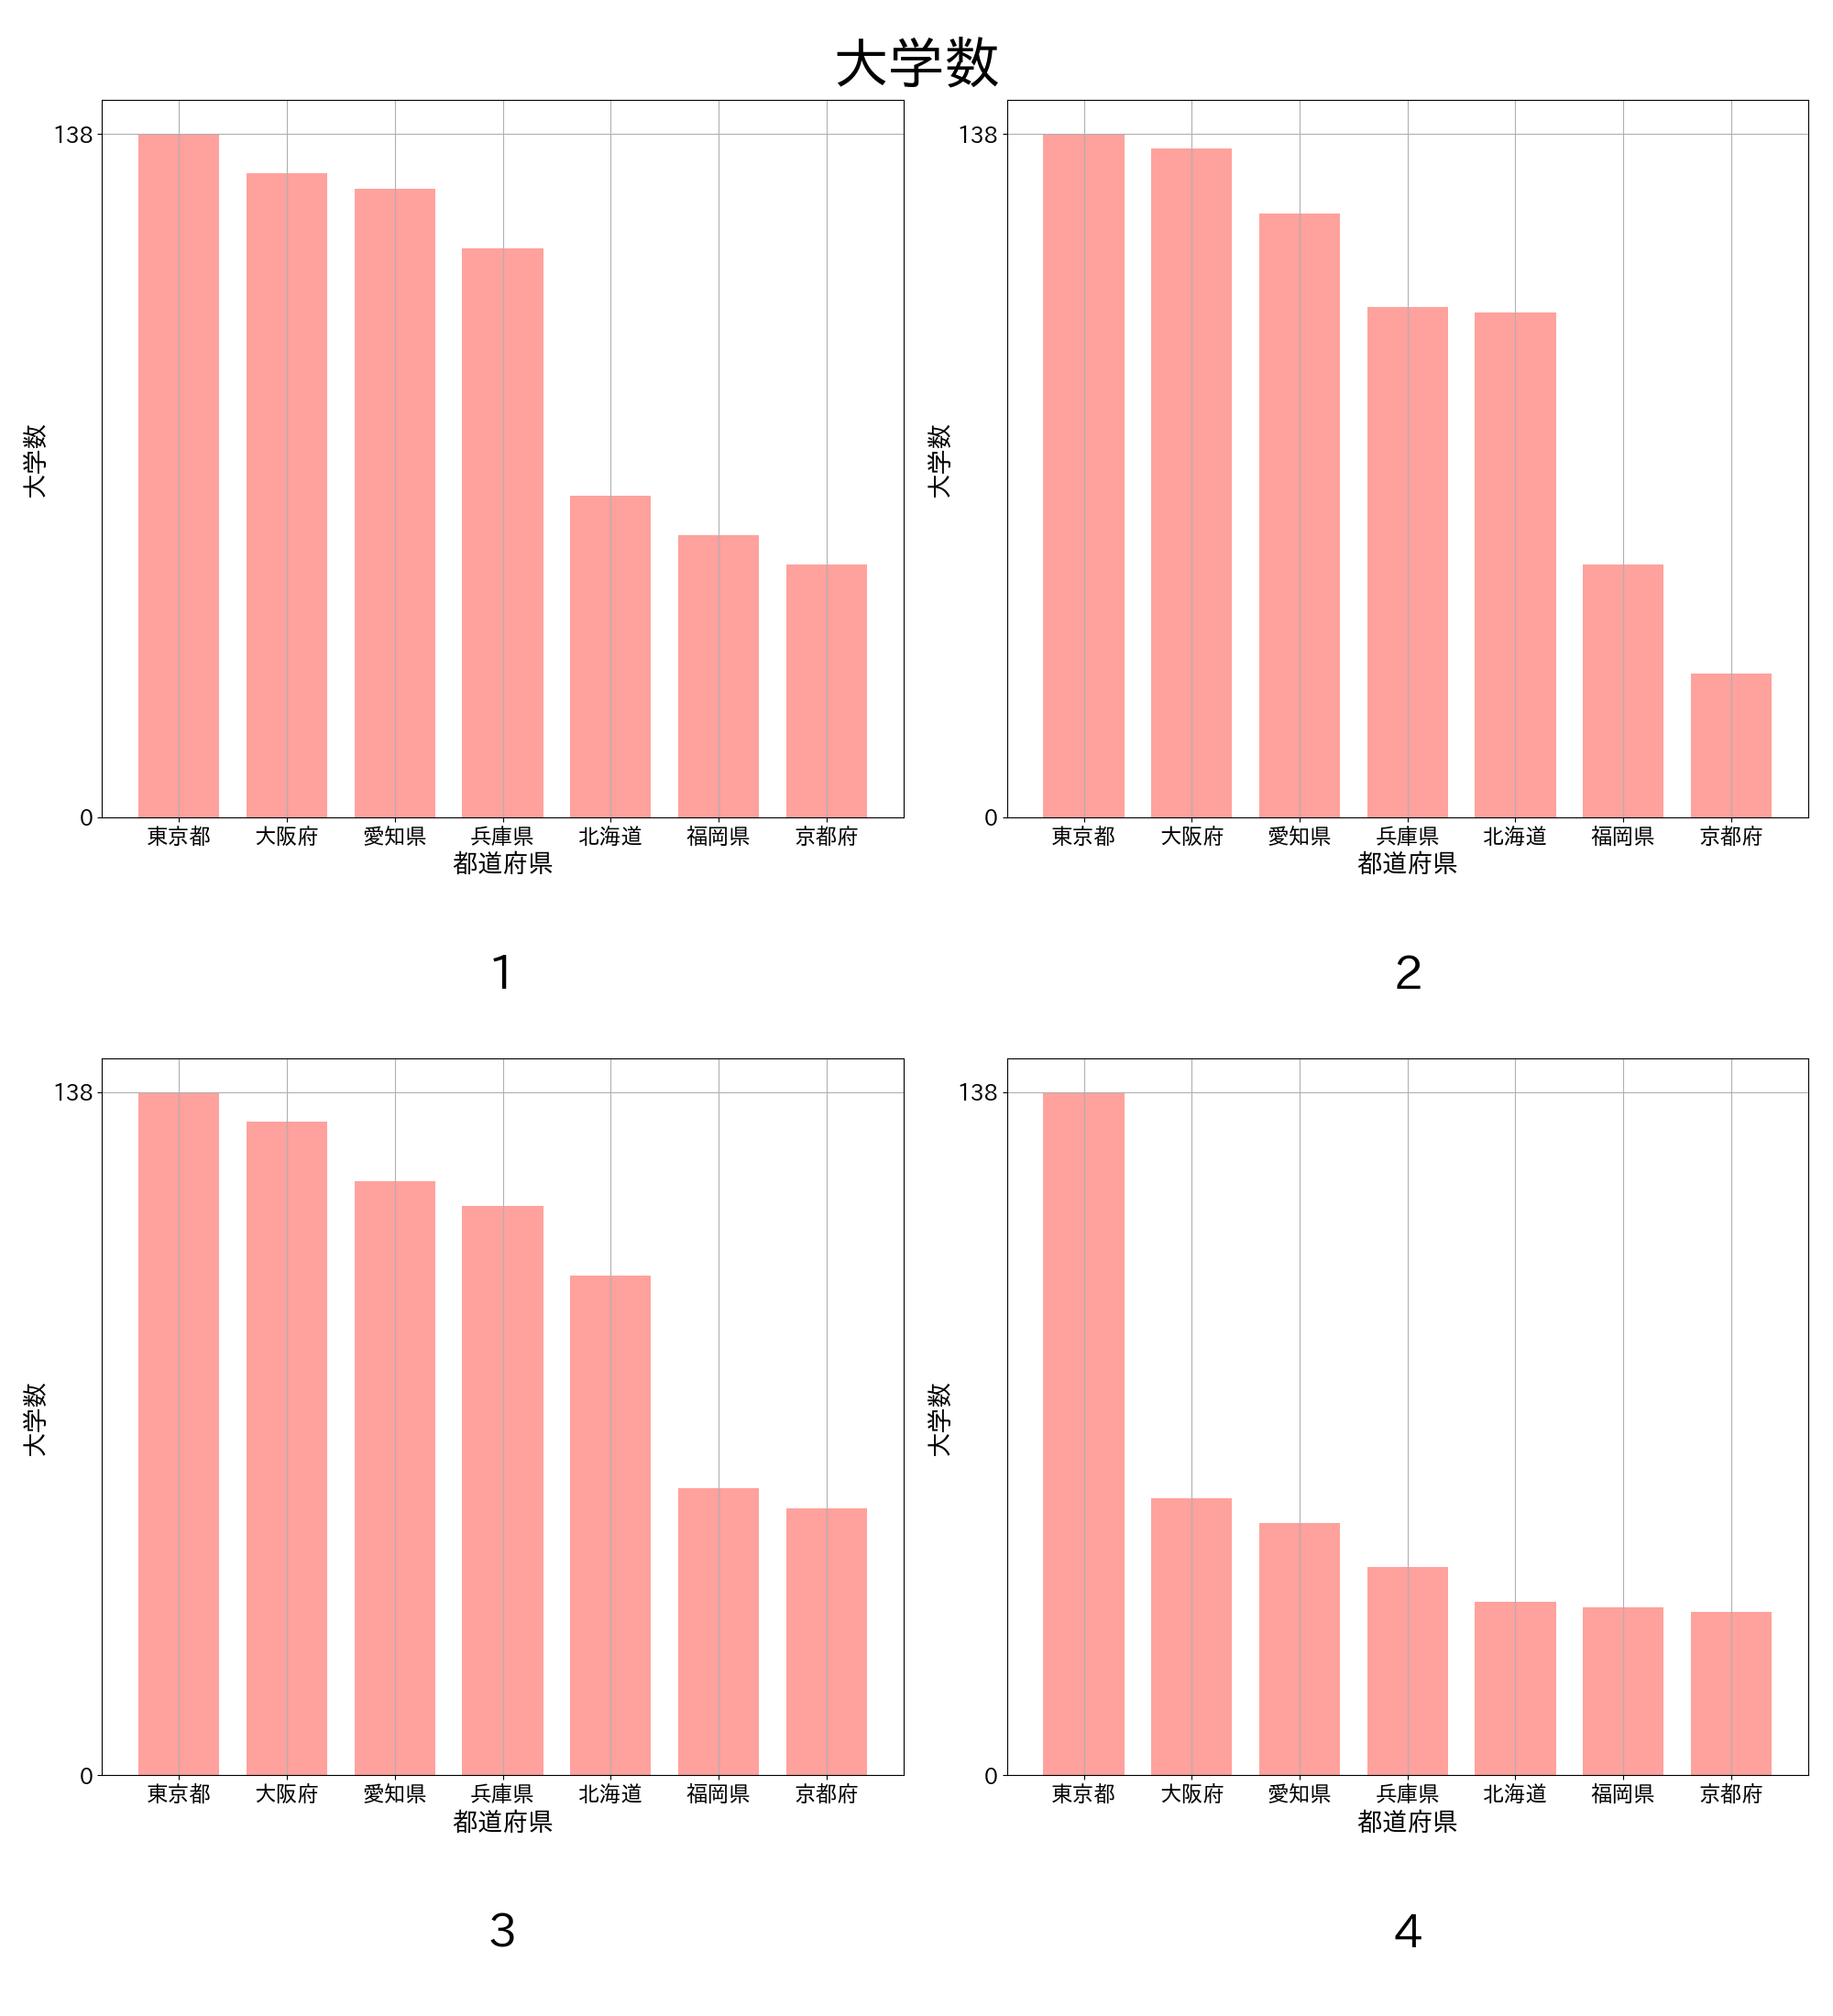 大学数
138
0
大学数
東京都 大阪府 愛知県 兵庫県 北海道 福岡県 京都府
都道府県
1
138
0
大学数
東京都 大阪府 愛知県 兵庫県 北海道 福岡県 京都府
都道府県
2
138
0
大学数
東京都 大阪府 愛知県 兵庫県 北海道 福岡県 京都府
都道府県
3
138
0
大学数
東京都 大阪府 愛知県 兵庫県 北海道 福岡県 京都府
都道府県
4